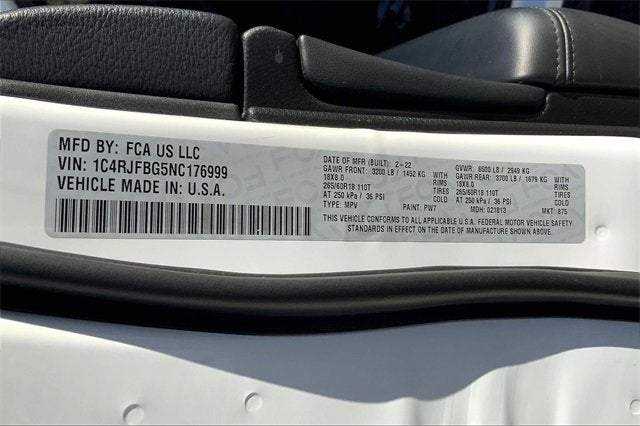 MFD BY: FCA US LLC
VIN: 1C4RJFBG5NC176999
VEHICLE MADE IN: U.S.A.
DATE OF MFR (BUILT): 2-22
GAWR FRONT: 3200 LB / 1452 KG WITH
18X8.0 RIMS
265/60R18 110T TIRES
AT 250 kPa / 36 PSI COLD
TYPE: MPV PAINT: PW7
GVWR: 6500 LB / 2949 KG
GAWR REAR: 3700 LB / 1679 KG WITH
18X8.0 RIMS
265/60R18 110T TIRES
AT 250 kPa / 36 PSI COLD
MDH: 021813 MKT: 875
THIS VEHICLE CONFORMS TO ALL APPLICABLE U.S.A. FEDERAL MOTOR VEHICLE SAFETY
STANDARDS IN EFFECT ON THE DATE OF MANUFACTURE SHOWN ABOVE.